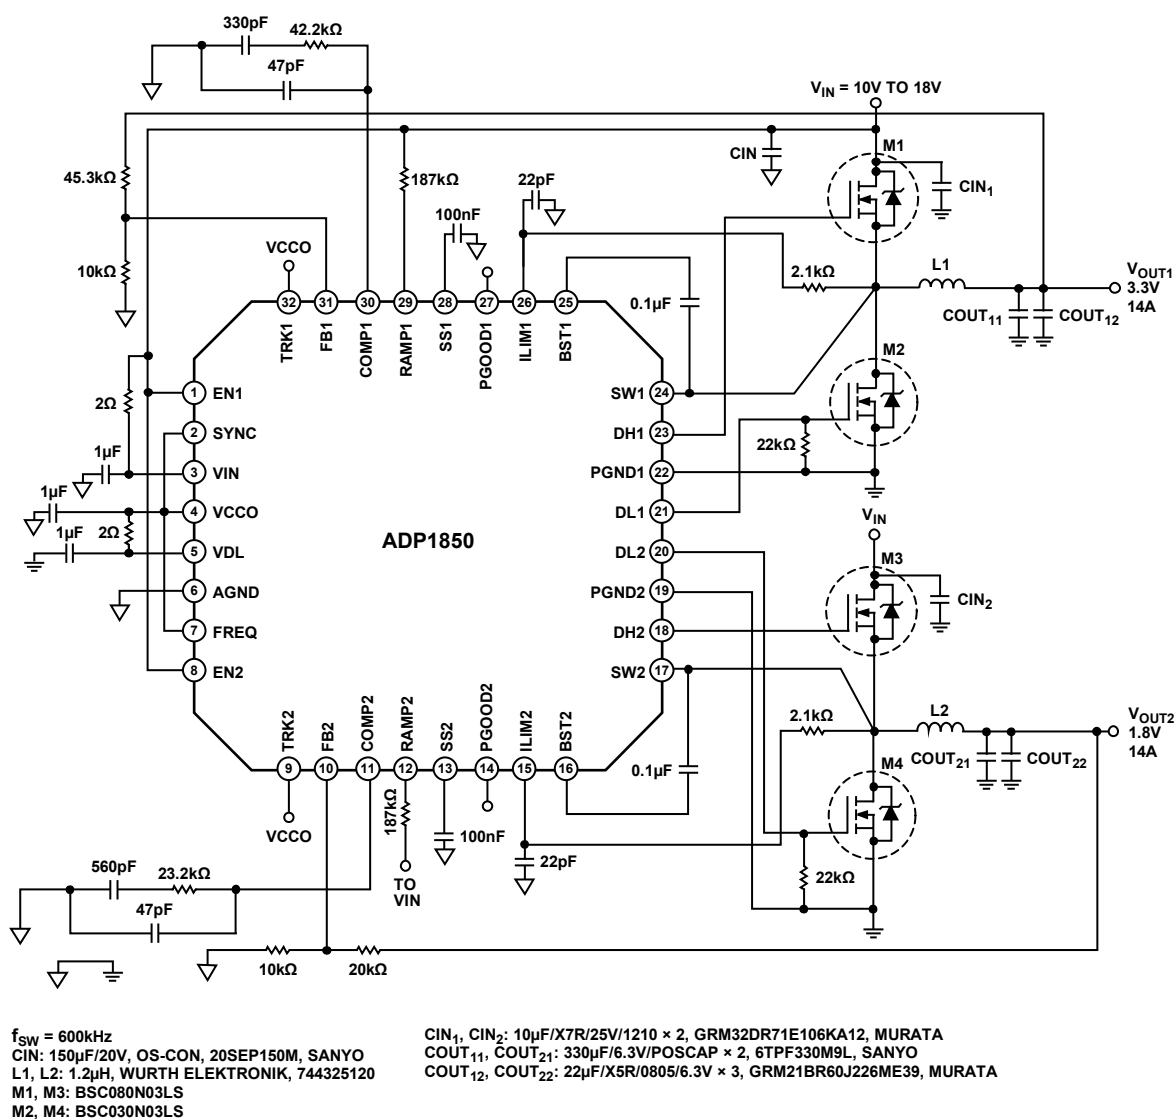 330pF
42.2kΩ
47pF
VIN = 10V TO 18V
M1
CIN
CIN1
45.3kΩ
187kΩ
22pF
100nF
VCCO
10kΩ
2.1kΩ
L1
VOUT1
3.3V
14A
0.1µF
COUT11
COUT12
32
31
30
29
28
27
26
25
TRK1
FB1
COMP1
RAMP1
SS1
PGOOD1
ILIM1
BST1
M2
1
EN1
SW1
24
2Ω
2
SYNC
DH1
23
22kΩ
1µF
3
VIN
PGND1
22
1µF
4
VCCO
DL1
21
VIN
1µF
2Ω
ADP1850
5
VDL
DL2
20
M3
6
AGND
PGND2
19
CIN2
7
FREQ
DH2
18
8
EN2
SW2
17
TRK2
FB2
COMP2
RAMP2
SS2
PGOOD2
ILIM2
BST2
2.1kΩ
L2
VOUT2
1.8V
14A
COUT21
COUT22
9
10
11
12
13
14
15
16
0.1µF
M4
187kΩ
VCCO
100nF
22pF
560pF
23.2kΩ
TO
VIN
22kΩ
47pF
10kΩ
20kΩ
fSW = 600kHz
CIN: 150µF/20V, OS-CON, 20SEP150M, SANYO
L1, L2: 1.2µH, WURTH ELEKTRONIK, 744325120
M1, M3: BSC080N03LS
M2, M4: BSC030N03LS
CIN1, CIN2: 10µF/X7R/25V/1210 × 2, GRM32DR71E106KA12, MURATA
COUT11, COUT21: 330µF/6.3V/POSCAP × 2, 6TPF330M9L, SANYO
COUT12, COUT22: 22µF/X5R/0805/6.3V × 3, GRM21BR60J226ME39, MURATA